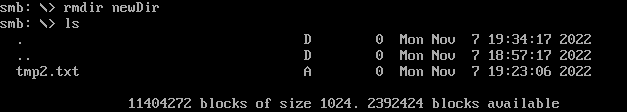 smb: \> rmdir newDir
smb: \> ls
. D 0 Mon Nov 7 19:34:17 2022
.. D 0 Mon Nov 7 18:57:17 2022
tmp2.txt A 0 Mon Nov 7 19:23:06 2022
11404272 blocks of size 1024. 2392424 blocks available